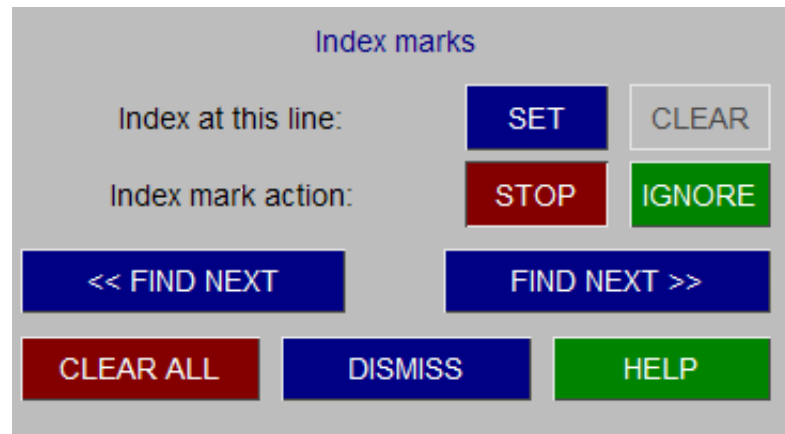 Index marks
Index at this line: SET CLEAR
Index mark action: STOP IGNORE
<< FIND NEXT FIND NEXT >>
CLEAR ALL DISMISS HELP